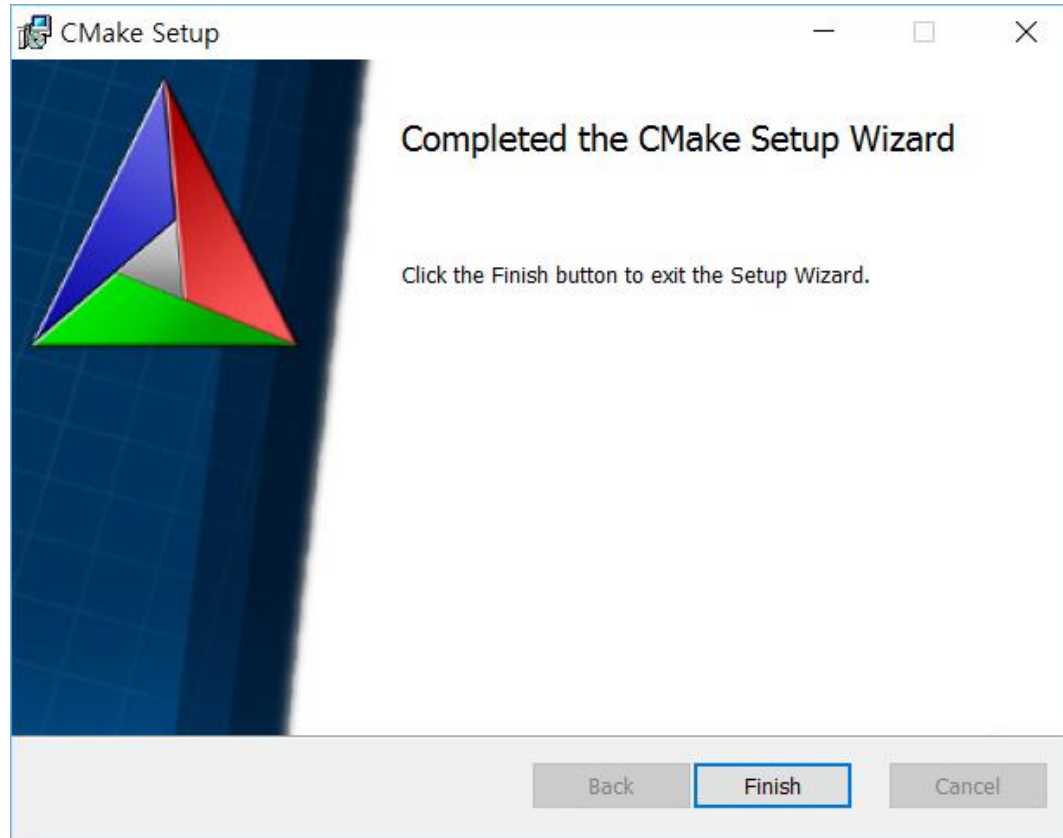 CMake Setup
Completed the CMake Setup Wizard
Click the Finish button to exit the Setup Wizard.
Back Finish Cancel